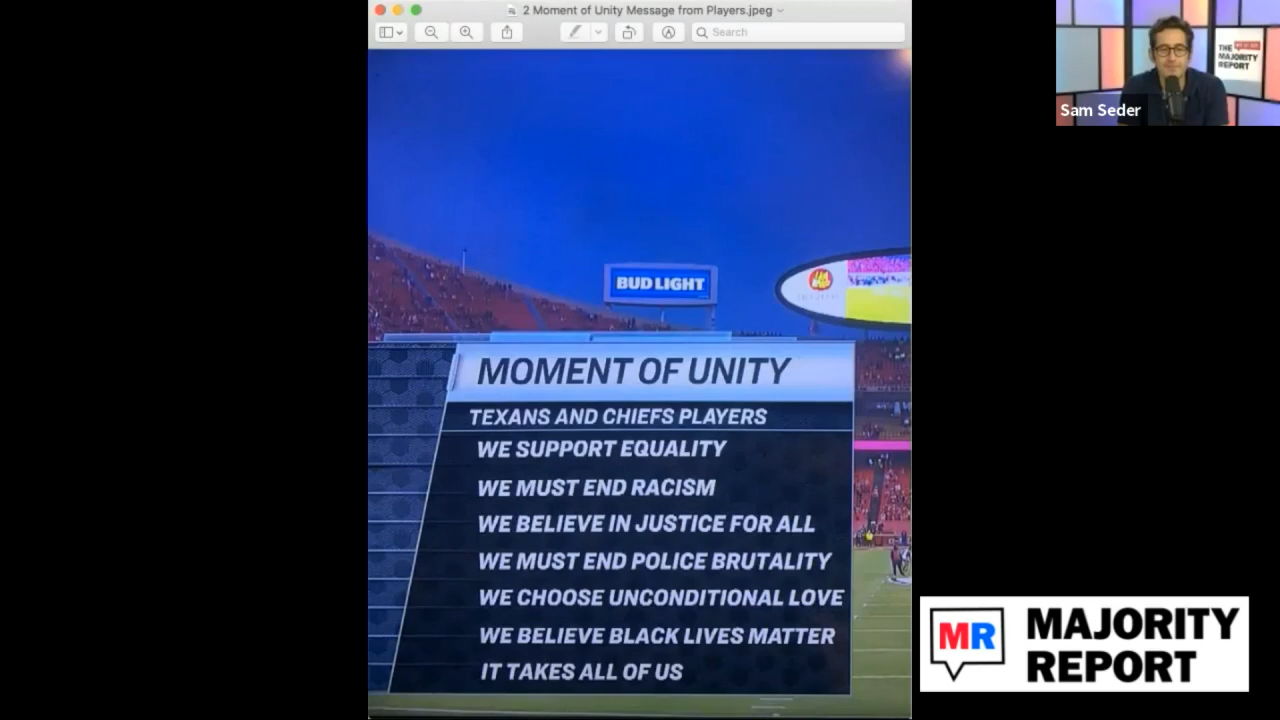 2 Moment of Unity Message from Players.jpeg
Search
THE
MAJORITY
REPORT
Sam Seder
BUD LIGHT
MOMENT OF UNITY
TEXANS AND CHIEFS PLAYERS
WE SUPPORT EQUALITY
WE MUST END RACISM
WE BELIEVE IN JUSTICE FOR ALL
WE MUST END POLICE BRUTALITY
WE CHOOSE UNCONDITIONAL LOVE
WE BELIEVE BLACK LIVES MATTER
IT TAKES ALL OF US
MR
MAJORITY
REPORT